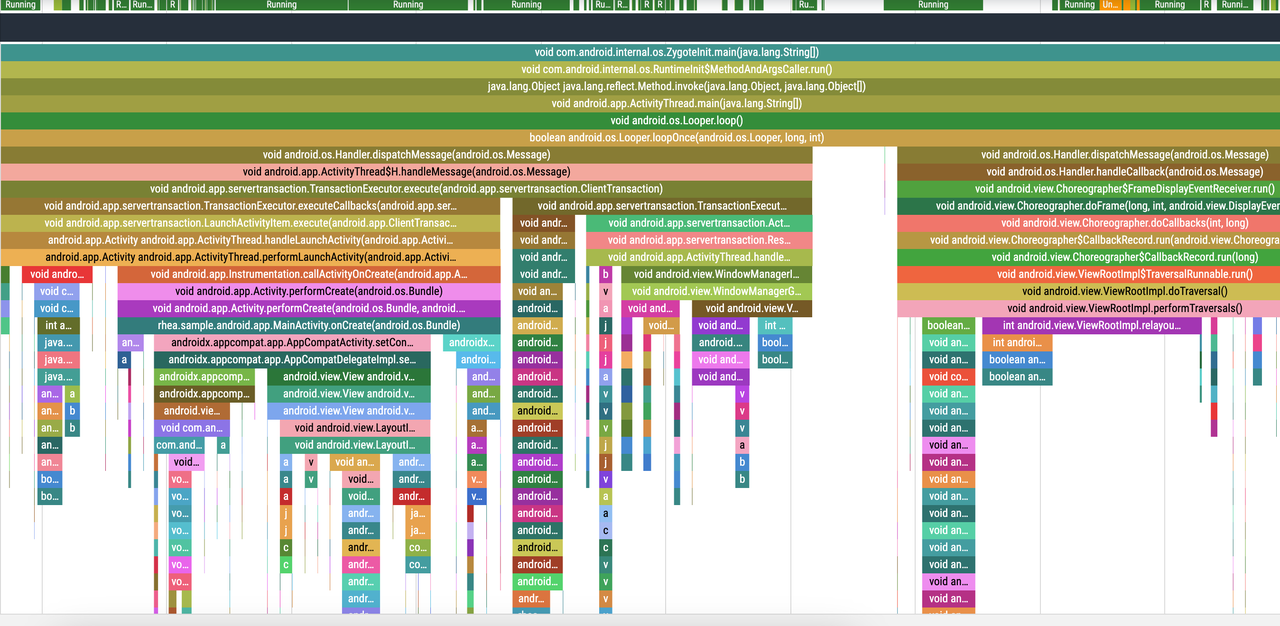 Running Running Running Running Running Running Running Running
R... Run... R Ru... R... R R Ru... Un... R Runni...
void com.android.internal.os.ZygoteInit.main(java.lang.String[])
void com.android.internal.os.RuntimeInit$MethodAndArgsCaller.run()
java.lang.Object java.lang.reflect.Method.invoke(java.lang.Object, java.lang.Object[])
void android.app.ActivityThread.main(java.lang.String[])
void android.os.Looper.loop()
boolean android.os.Looper.loopOnce(android.os.Looper, long, int)
void android.os.Handler.dispatchMessage(android.os.Message) void android.os.Handler.dispatchMessage(android.os.Message)
void android.app.ActivityThread$H.handleMessage(android.os.Message) void android.os.Handler.handleCallback(android.os.Message)
void android.app.servertransaction.TransactionExecutor.execute(android.app.servertransaction.ClientTransaction) void android.view.Choreographer$FrameDisplayEventReceiver.run()
void android.app.servertransaction.TransactionExecutor.executeCallbacks(android.app.ser... void android.app.servertransaction.TransactionExecut... void android.view.Choreographer.doFrame(long, int, android.view.DisplayEver
void android.app.servertransaction.LaunchActivityItem.execute(android.app.ClientTransac... void andr... void android.app.servertransaction.Act... void android.view.Choreographer.doCallbacks(int, long)
android.app.Activity android.app.ActivityThread.handleLaunchActivity(android.app.Activi... void andr... void android.app.servertransaction.Res... void android.view.Choreographer$CallbackRecord.run(android.view.Choreogra
android.app.Activity android.app.ActivityThread.performLaunchActivity(android.app.Activi... void andr... void android.app.ActivityThread.handle... void android.view.Choreographer$CallbackRecord.run(long)
void andro... void android.app.Instrumentation.callActivityOnCreate(android.app.A... void andr... b void android.view.WindowManagerI... void android.view.ViewRootImpl$TraversalRunnable.run()
void c... void android.app.Activity.performCreate(android.os.Bundle) void an... v void android.view.WindowManagerG... void android.view.ViewRootImpl.doTraversal()
void c... void android.app.Activity.performCreate(android.os.Bundle, android.... android... a void and... void android.view.V... void android.view.ViewRootImpl.performTraversals()
int a... void rhea.sample.android.app.MainActivity.onCreate(android.os.Bundle) android... j void... void and... int ... boolean... int android.view.ViewRootImpl.relayou...
java.... an... void androidx.appcompat.app.AppCompatActivity.setCon... androidx... android... j void and... bool... void an... int androi...
java.... a void androidx.appcompat.app.AppCompatDelegateImpl.se... androi... android... j void and... bool... void an... boolean an...
java.... void androidx.appcomp... android.view.View android.v... and... android... a void and... void co... boolean an...
an... a void androidx.appcomp... android.view.View android.v... and... android... v v void an...
an... b android.vie... android.view.View android.v... and... android... v v void an...
an... b void com.an... void android.view.LayoutI... a... android... v v void an...
an... com.and... a void android.view.LayoutI... a... android... j a void an...
an... void... a v void an... andr... a... android... j b void an...
bo... vo... a v void... andr... v... android... v b void an...
bo... vo... a void... andr... v... android... a void an...
vo... j andr... ja... android... a void an...
vo... j andr... ja... android... c void an...
vo... c andr... co... android... c void an...
vo... c andr... co... android... v void an...
vo... andr... android... v void an...
andr... andr... v void an...